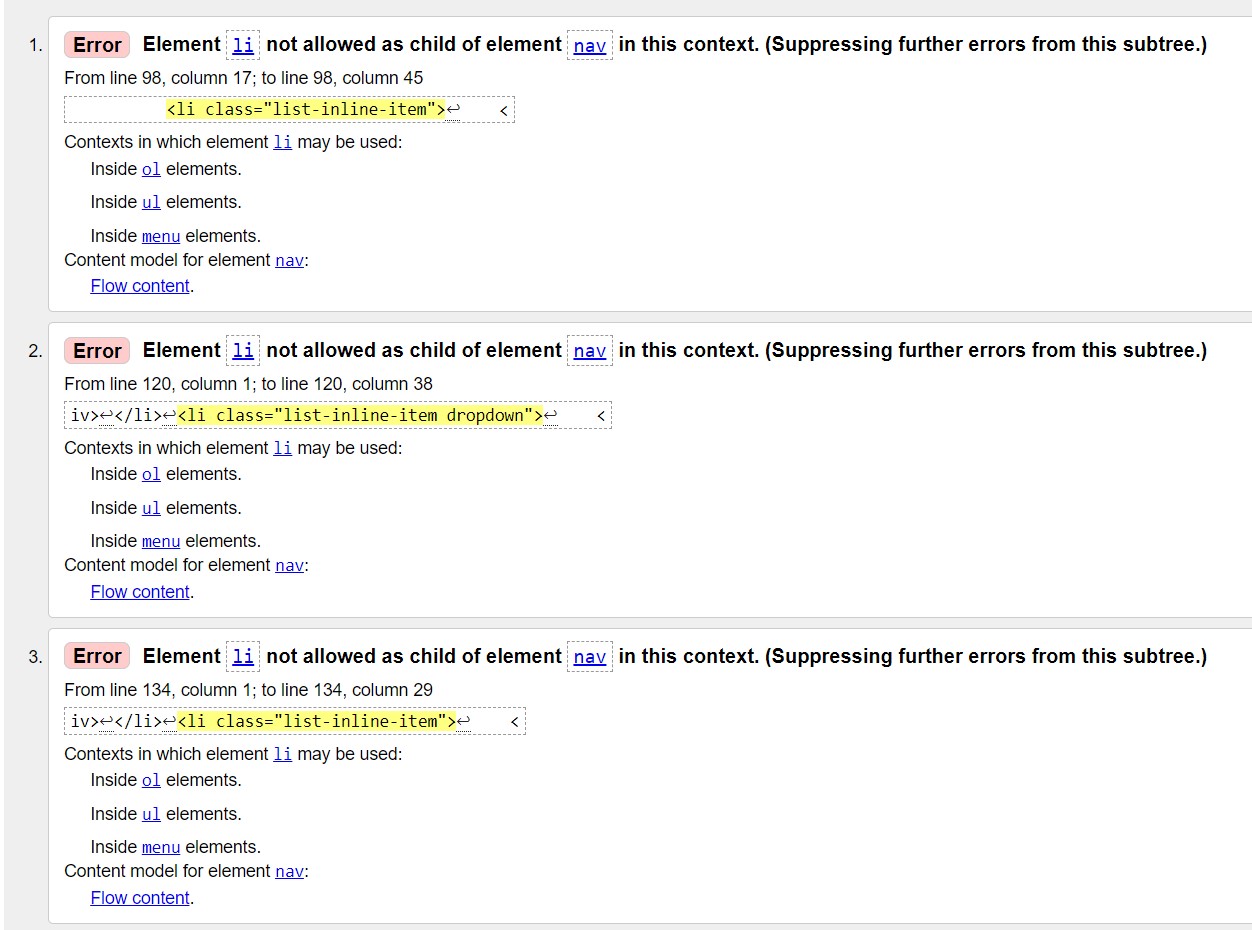 1. Error Element li not allowed as child of element nav in this context. (Suppressing further errors from this subtree.)
From line 98, column 17; to line 98, column 45
<li class="list-inline-item">↩ <
Contexts in which element li may be used:
Inside ol elements.
Inside ul elements.
Inside menu elements.
Content model for element nav:
Flow content.
2. Error Element li not allowed as child of element nav in this context. (Suppressing further errors from this subtree.)
From line 120, column 1; to line 120, column 38
iv>↩</li>↩<li class="list-inline-item dropdown">↩ <
Contexts in which element li may be used:
Inside ol elements.
Inside ul elements.
Inside menu elements.
Content model for element nav:
Flow content.
3. Error Element li not allowed as child of element nav in this context. (Suppressing further errors from this subtree.)
From line 134, column 1; to line 134, column 29
iv>↩</li>↩<li class="list-inline-item">↩ <
Contexts in which element li may be used:
Inside ol elements.
Inside ul elements.
Inside menu elements.
Content model for element nav:
Flow content.